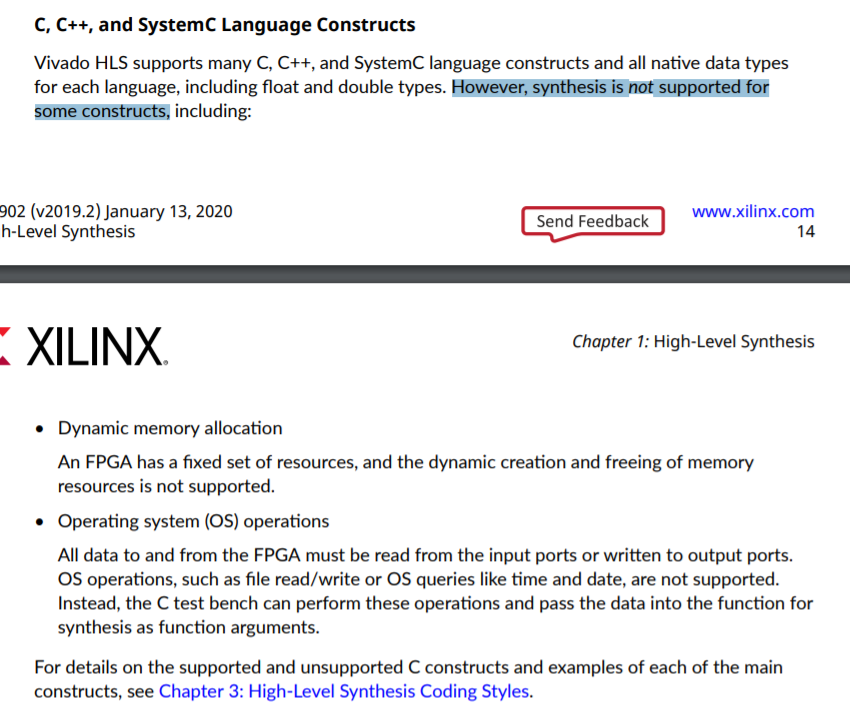 C, C++, and SystemC Language Constructs
Vivado HLS supports many C, C++, and SystemC language constructs and all native data types
for each language, including float and double types. However, synthesis is not supported for
some constructs, including:
902 (v2019.2) January 13, 2020
Send Feedback
www.xilinx.com
h-Level Synthesis
14
XILINX.
Chapter 1: High-Level Synthesis
• Dynamic memory allocation
An FPGA has a fixed set of resources, and the dynamic creation and freeing of memory
resources is not supported.
• Operating system (OS) operations
All data to and from the FPGA must be read from the input ports or written to output ports.
OS operations, such as file read/write or OS queries like time and date, are not supported.
Instead, the C test bench can perform these operations and pass the data into the function for
synthesis as function arguments.
For details on the supported and unsupported C constructs and examples of each of the main
constructs, see Chapter 3: High-Level Synthesis Coding Styles.